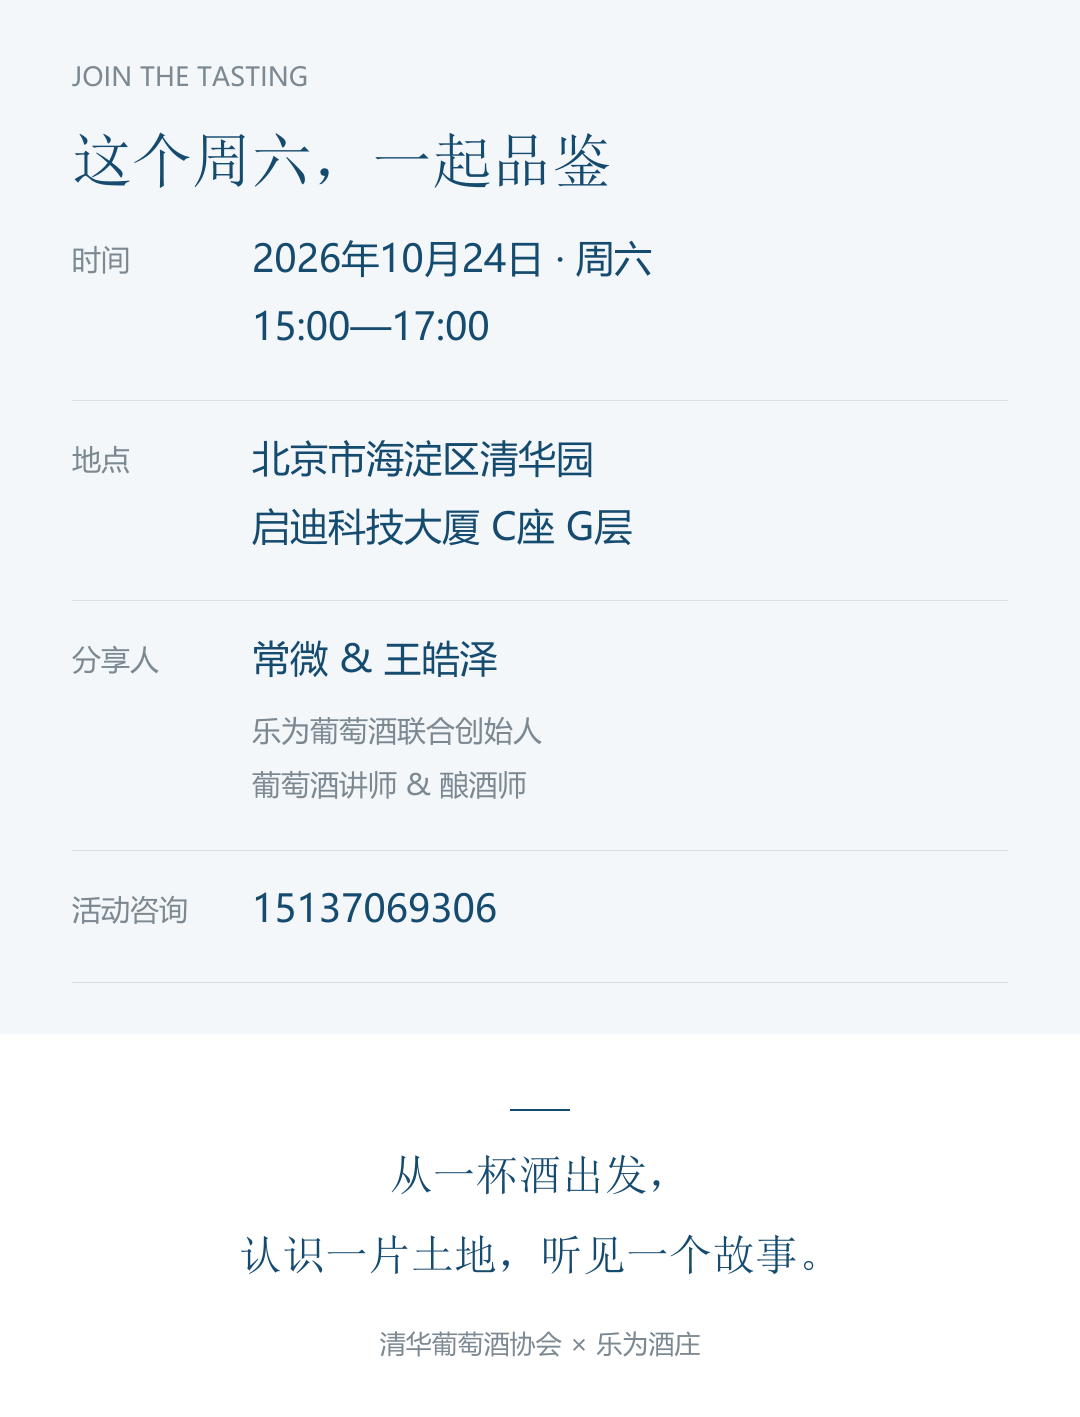 JOIN THE TASTING
这个周六，一起品鉴
时间
2026年10月24日 · 周六
15:00—17:00
地点
北京市海淀区清华园
启迪科技大厦 C座 G层
分享人
常微 & 王皓泽
乐为葡萄酒联合创始人
葡萄酒讲师 & 酿酒师
活动咨询
15137069306
从一杯酒出发，
认识一片土地，听见一个故事。
清华葡萄酒协会 × 乐为酒庄